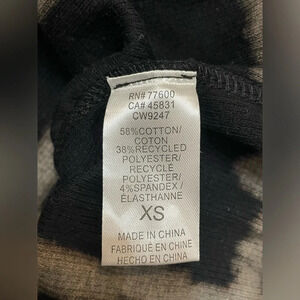 RN# 77600
CA# 45831
CW9247
58%COTTON/
COTON
38%RECYCLED
POLYESTER/
RECYCLÉ
POLYESTER/
4%SPANDEX/
ÉLASTHANNE
XS
MADE IN CHINA
FABRIQUÉ EN CHINE
HECHO EN CHINA